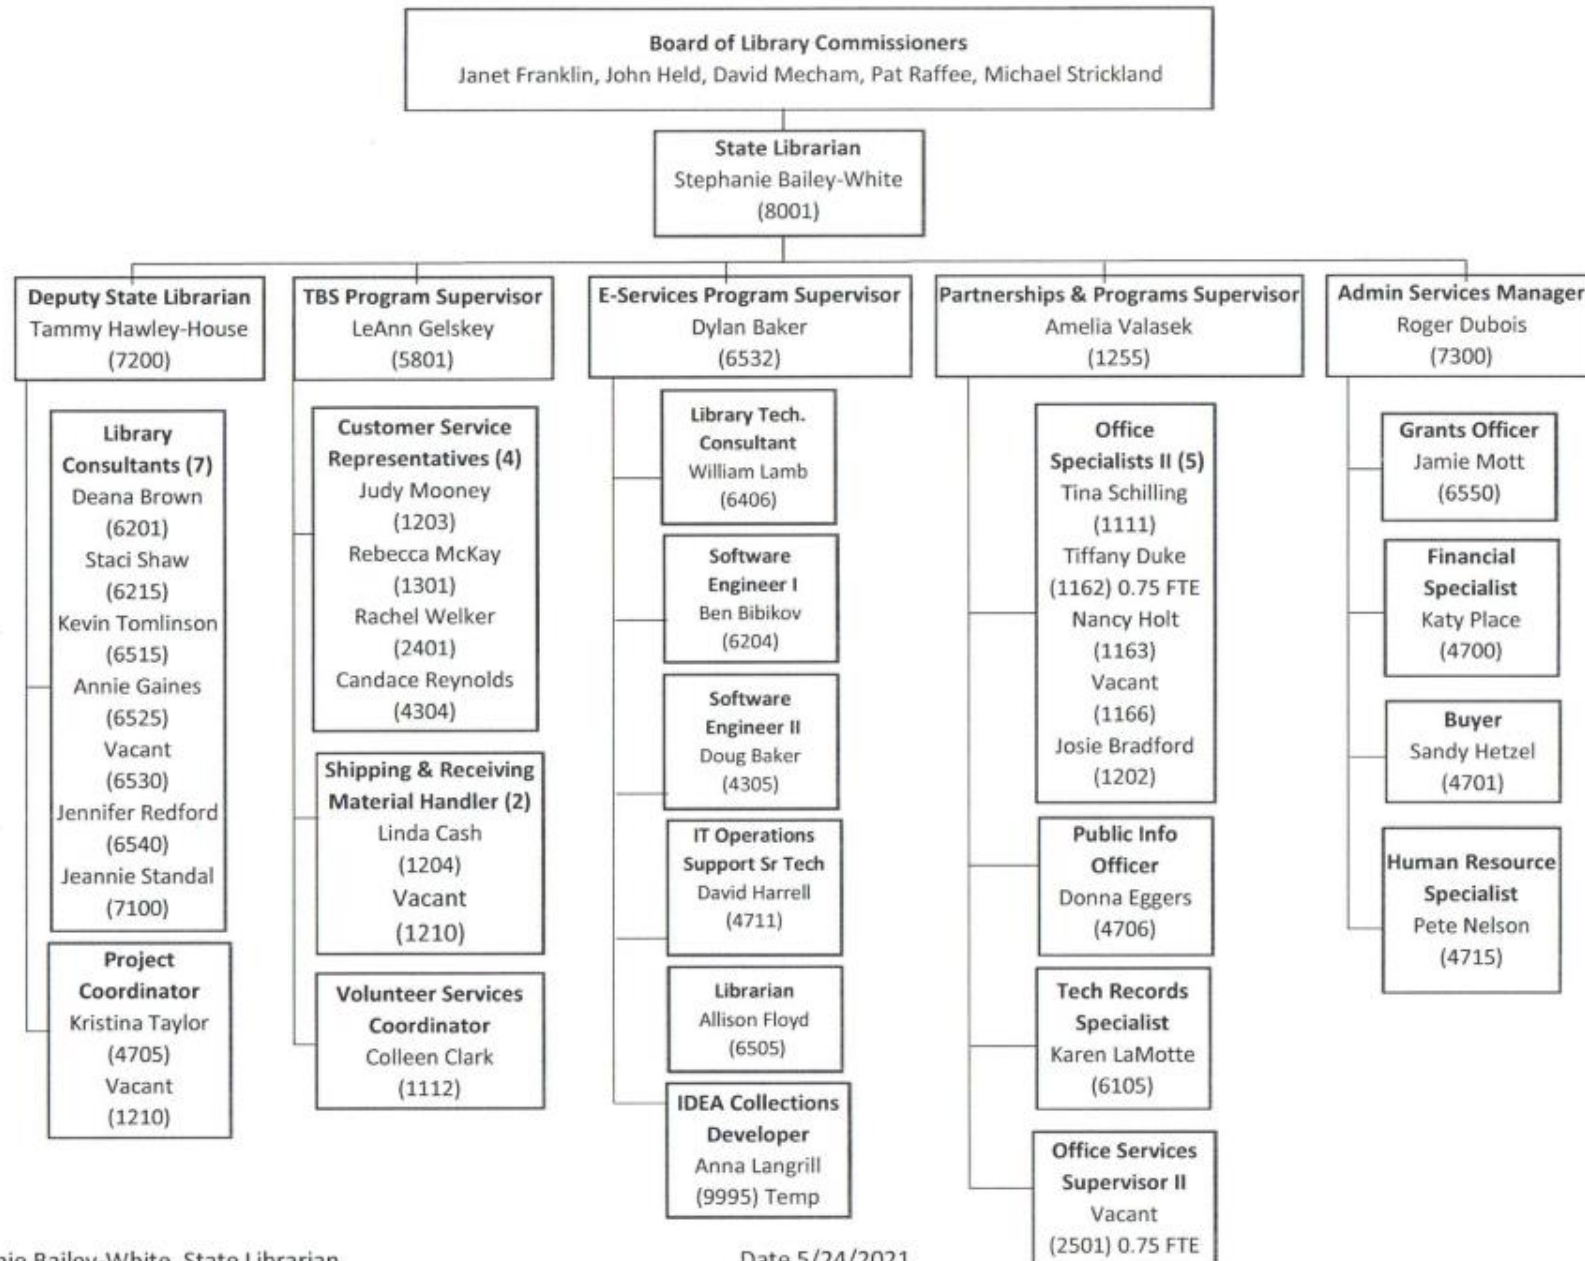 Board of Library Commissioners
Janet Franklin, John Held, David Mecham, Pat Raffee, Michael Strickland
State Librarian
Stephanie Bailey-White
(8001)
Deputy State Librarian
Tammy Hawley-House
(7200)
Library
Consultants (7)
Deana Brown
(6201)
Staci Shaw
(6215)
Kevin Tomlinson
(6515)
Annie Gaines
(6525)
Vacant
(6530)
Jennifer Redford
(6540)
Jeannie Standal
(7100)
Project
Coordinator
Kristina Taylor
(4705)
Vacant
(1210)
TBS Program Supervisor
LeAnn Gelskey
(5801)
Customer Service
Representatives (4)
Judy Mooney
(1203)
Rebecca McKay
(1301)
Rachel Welker
(2401)
Candace Reynolds
(4304)
Shipping & Receiving
Material Handler (2)
Linda Cash
(1204)
Vacant
(1210)
Volunteer Services
Coordinator
Colleen Clark
(1112)
E-Services Program Supervisor
Dylan Baker
(6532)
Library Tech.
Consultant
William Lamb
(6406)
Software
Engineer I
Ben Bibikov
(6204)
Software
Engineer II
Doug Baker
(4305)
IT Operations
Support Sr Tech
David Harrell
(4711)
Librarian
Allison Floyd
(6505)
IDEA Collections
Developer
Anna Langrill
(9995) Temp
Partnerships & Programs Supervisor
Amelia Valasek
(1255)
Office
Specialists II (5)
Tina Schilling
(1111)
Tiffany Duke
(1162) 0.75 FTE
Nancy Holt
(1163)
Vacant
(1166)
Josie Bradford
(1202)
Public Info
Officer
Donna Eggers
(4706)
Tech Records
Specialist
Karen LaMotte
(6105)
Office Services
Supervisor II
Vacant
(2501) 0.75 FTE
Admin Services Manager
Roger Dubois
(7300)
Grants Officer
Jamie Mott
(6550)
Financial
Specialist
Katy Place
(4700)
Buyer
Sandy Hetzel
(4701)
Human Resource
Specialist
Pete Nelson
(4715)
Bailey-White, State Librarian
Date 5/24/2021